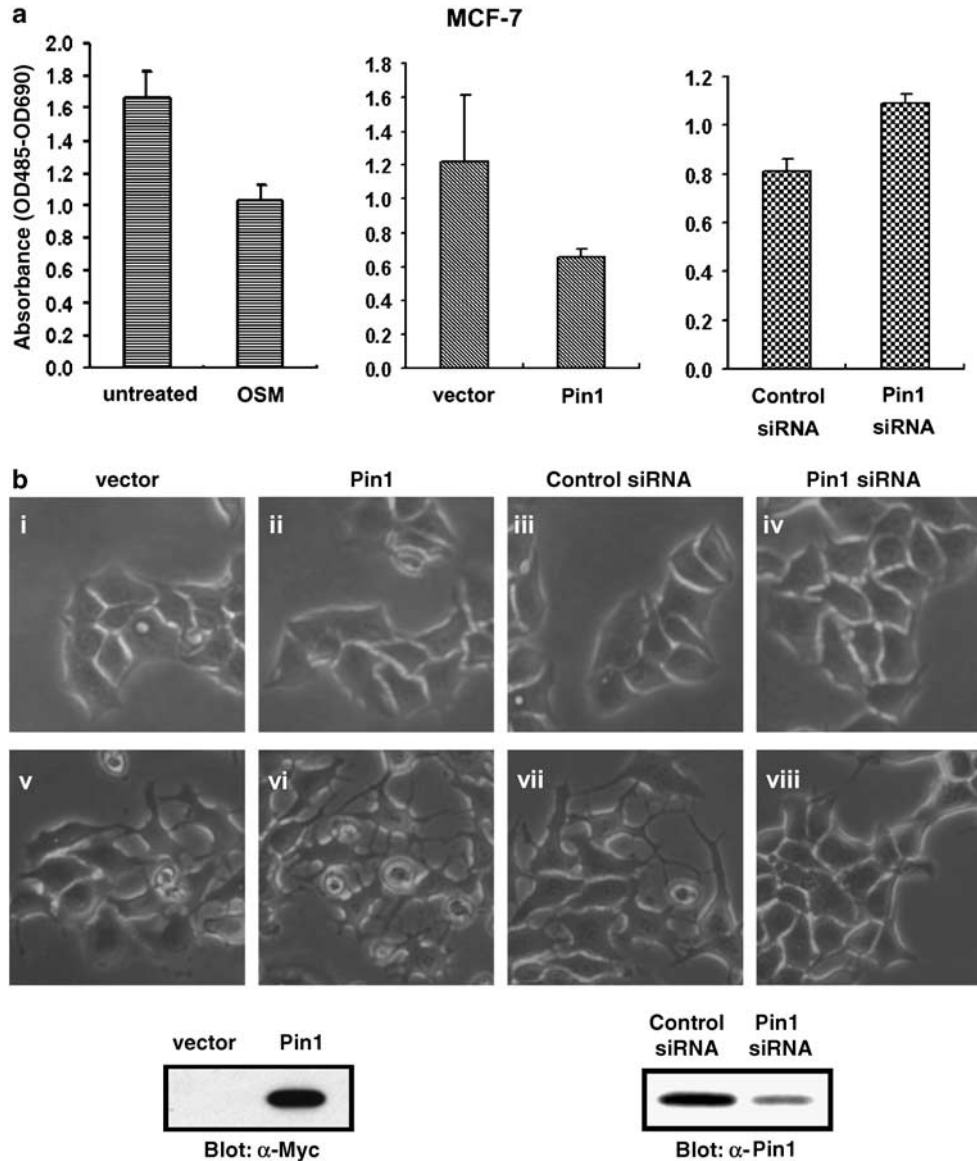 a
MCF-7
Absorbance (OD485-OD690)
2.0
1.8
1.6
1.4
1.2
1.0
0.8
0.6
0.4
0.2
0.0
untreated OSM
1.8
1.6
1.4
1.2
1.0
0.8
0.6
0.4
0.2
0.0
vector Pin1
1.2
1.0
0.8
0.6
0.4
0.2
0.0
Control Pin1
siRNA siRNA
b
vector Pin1 Control siRNA Pin1 siRNA
i ii iii iv
v vi vii viii
vector Pin1
Blot: α-Myc
Control Pin1
siRNA siRNA
Blot: α-Pin1